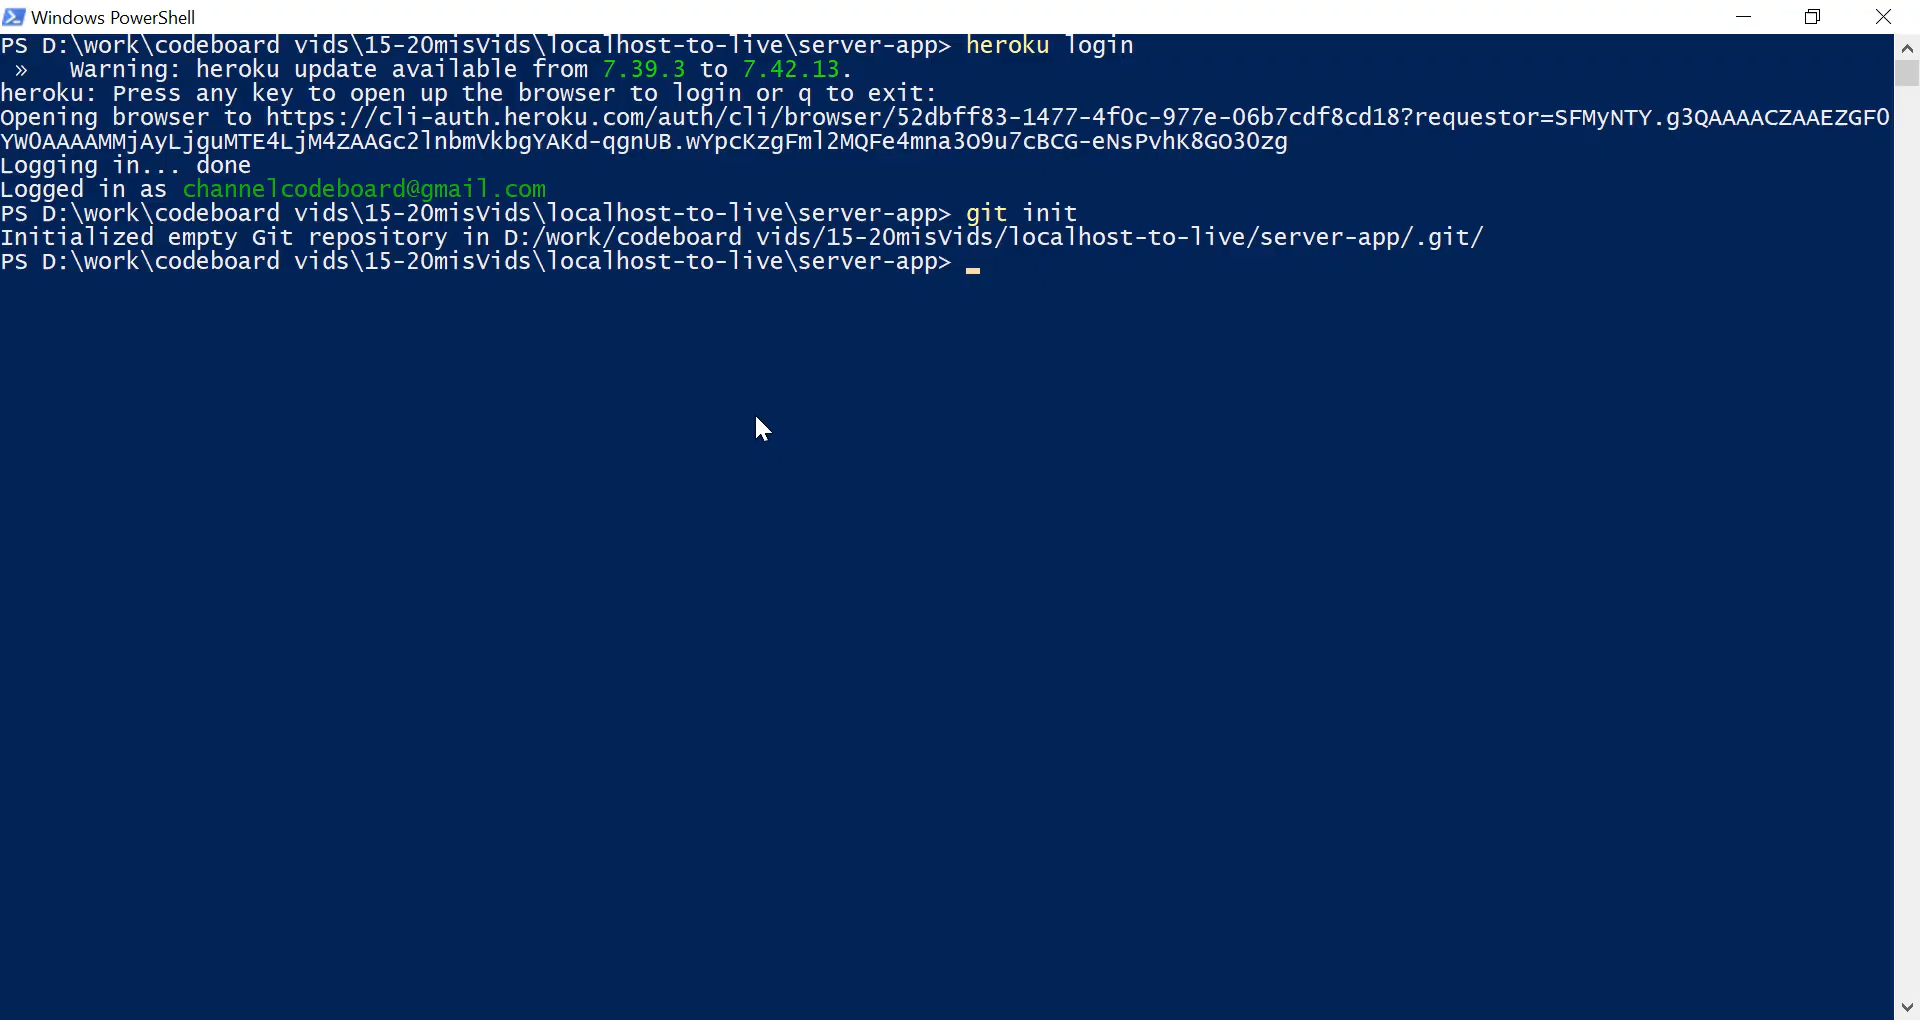 Windows PowerShell
PS D:\work\codeboard vids\15-20misVids\localhost-to-live\server-app> heroku login
»   Warning: heroku update available from 7.39.3 to 7.42.13.
heroku: Press any key to open up the browser to login or q to exit:
Opening browser to https://cli-auth.heroku.com/auth/cli/browser/52dbff83-1477-4f0c-977e-06b7cdf8cd18?requestor=SFMyNTY.g3QAAAACZAAEZGF0
YW0AAAAMMjAyLjguMTE4LjM4ZAAGc2lnbmVkbgYAKd-qgnUB.wYpcKzgFml2MQFe4mna3O9u7cBCG-eNsPvhK8GO3Ozg
Logging in... done
Logged in as channelcodeboard@gmail.com
PS D:\work\codeboard vids\15-20misVids\localhost-to-live\server-app> git init
Initialized empty Git repository in D:/work/codeboard vids/15-20misVids/localhost-to-live/server-app/.git/
PS D:\work\codeboard vids\15-20misVids\localhost-to-live\server-app>